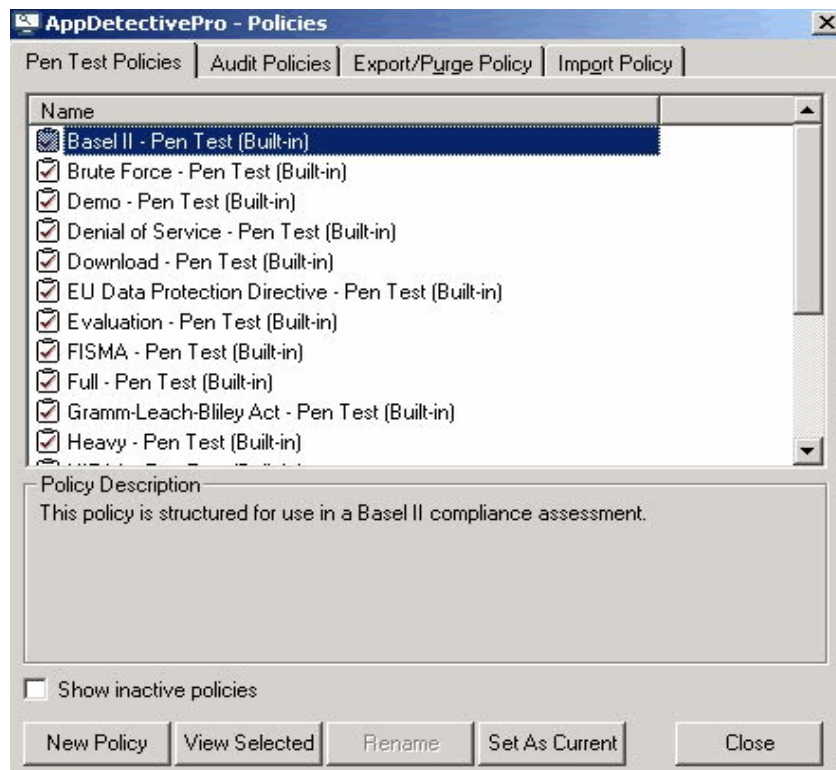 AppDetectivePro - Policies
Pen Test Policies Audit Policies Export/Purge Policy Import Policy
Name
Basel II - Pen Test (Built-in)
Brute Force - Pen Test (Built-in)
Demo - Pen Test (Built-in)
Denial of Service - Pen Test (Built-in)
Download - Pen Test (Built-in)
EU Data Protection Directive - Pen Test (Built-in)
Evaluation - Pen Test (Built-in)
FISMA - Pen Test (Built-in)
Full - Pen Test (Built-in)
Gramm-Leach-Bliley Act - Pen Test (Built-in)
Heavy - Pen Test (Built-in)
Policy Description
This policy is structured for use in a Basel II compliance assessment.
Show inactive policies
New Policy View Selected Rename Set As Current Close